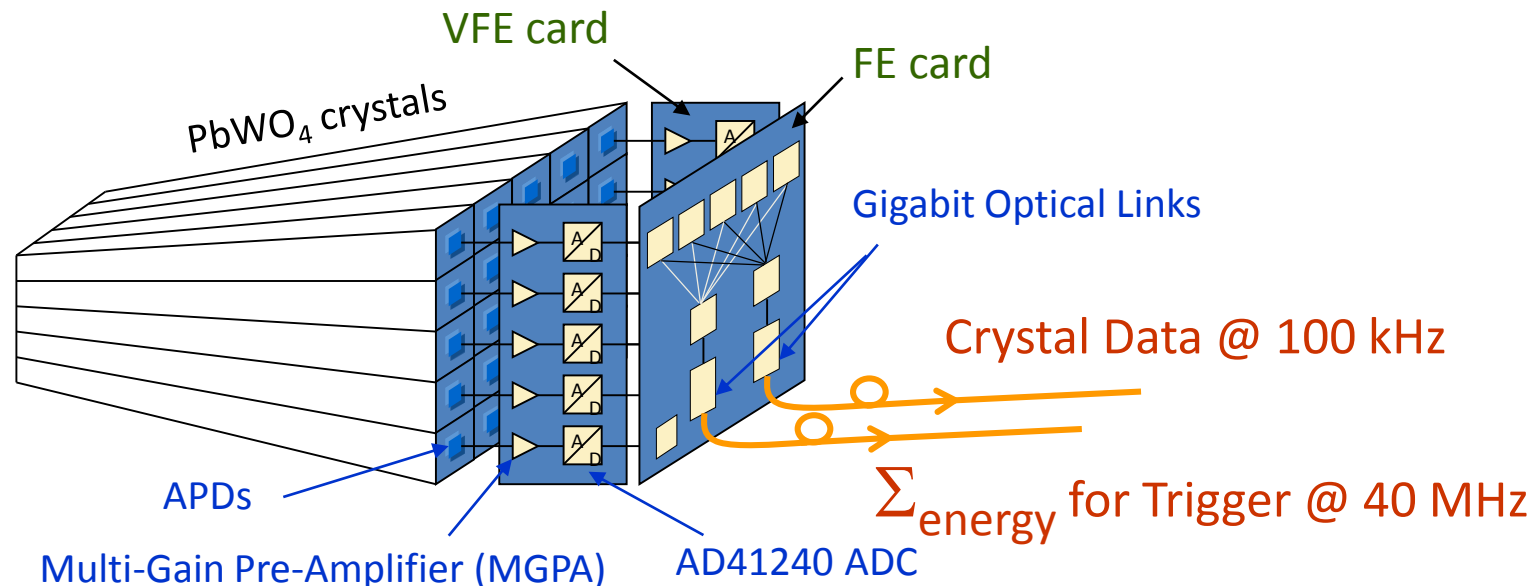 VFE card
FE card
PbWO₄ crystals
A
A
D
A
D
A
D
A
D
A
D
Gigabit Optical Links
Crystal Data @ 100 kHz
APDs
Σenergy for Trigger @ 40 MHz
Multi-Gain Pre-Amplifier (MGPA)
AD41240 ADC